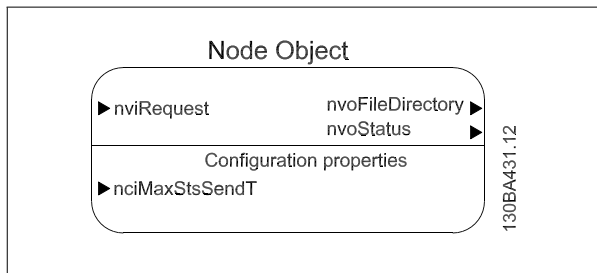 Node Object
nviRequest
nvoFileDirectory
nvoStatus
Configuration properties
nciMaxStsSendT
130BA431.12